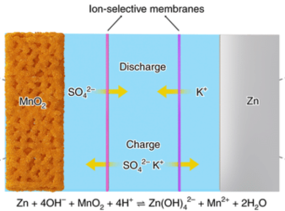 Ion-selective membranes
Discharge
MnO₂ SO₄²⁻ K⁺ Zn
Charge
SO₄²⁻ K⁺
Zn + 4OH⁻ + MnO₂ + 4H⁺ ⇌ Zn(OH)₄²⁻ + Mn²⁺ + 2H₂O